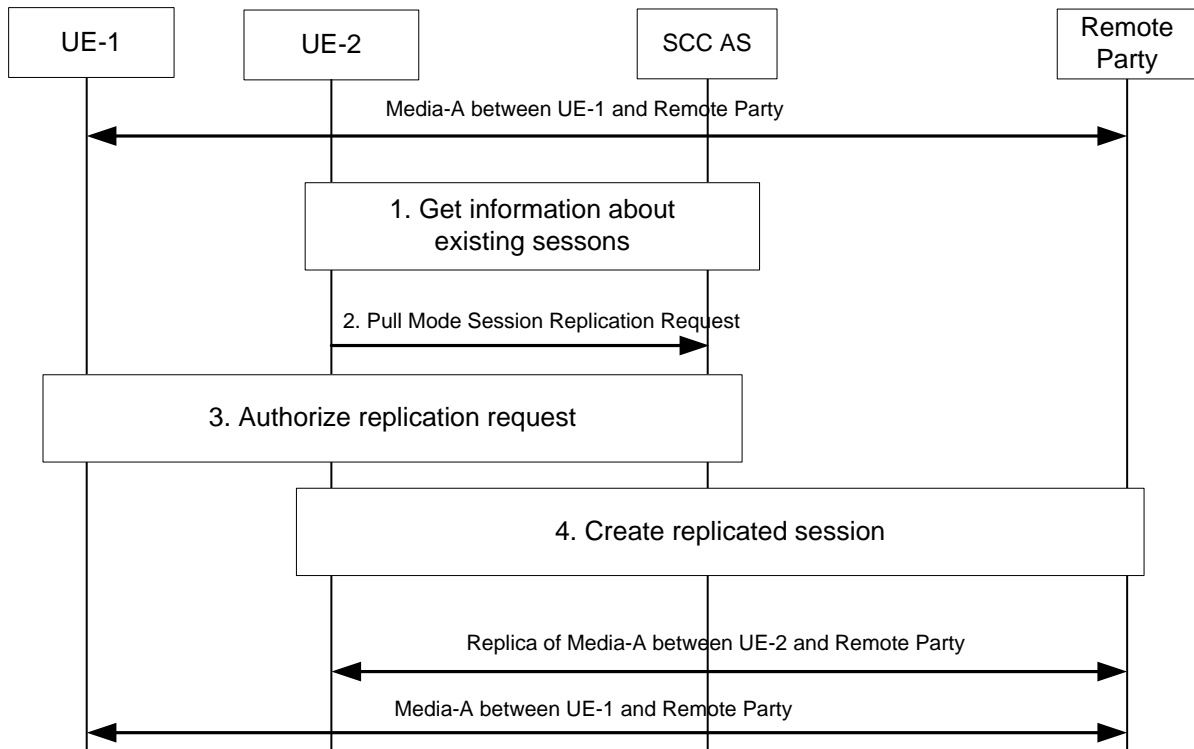 UE-1
UE-2
SCC AS
Remote
Party
Media-A between UE-1 and Remote Party
1. Get information about
existing sessons
2. Pull Mode Session Replication Request
3. Authorize replication request
4. Create replicated session
Replica of Media-A between UE-2 and Remote Party
Media-A between UE-1 and Remote Party